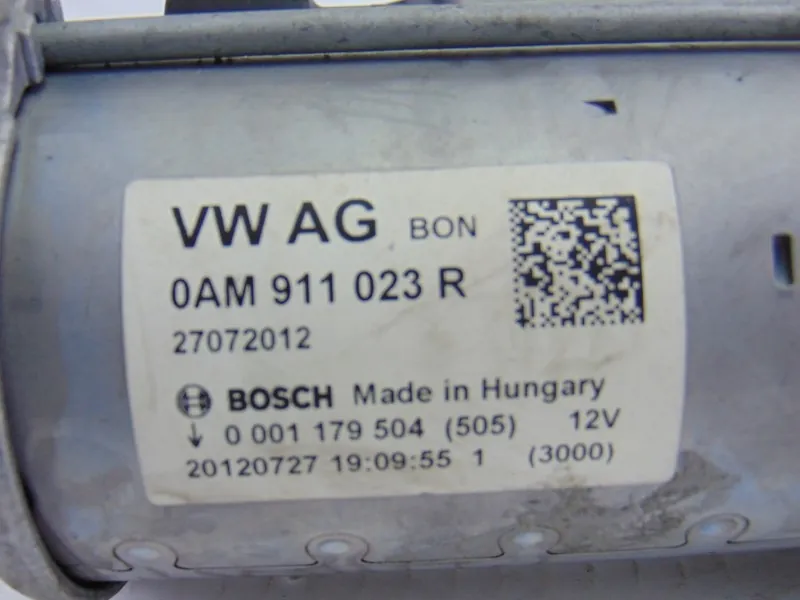 VW AG BON
0AM 911 023 R
27072012
BOSCH Made in Hungary
↓ 0 001 179 504 (505) 12V
20120727 19:09:55 1 (3000)